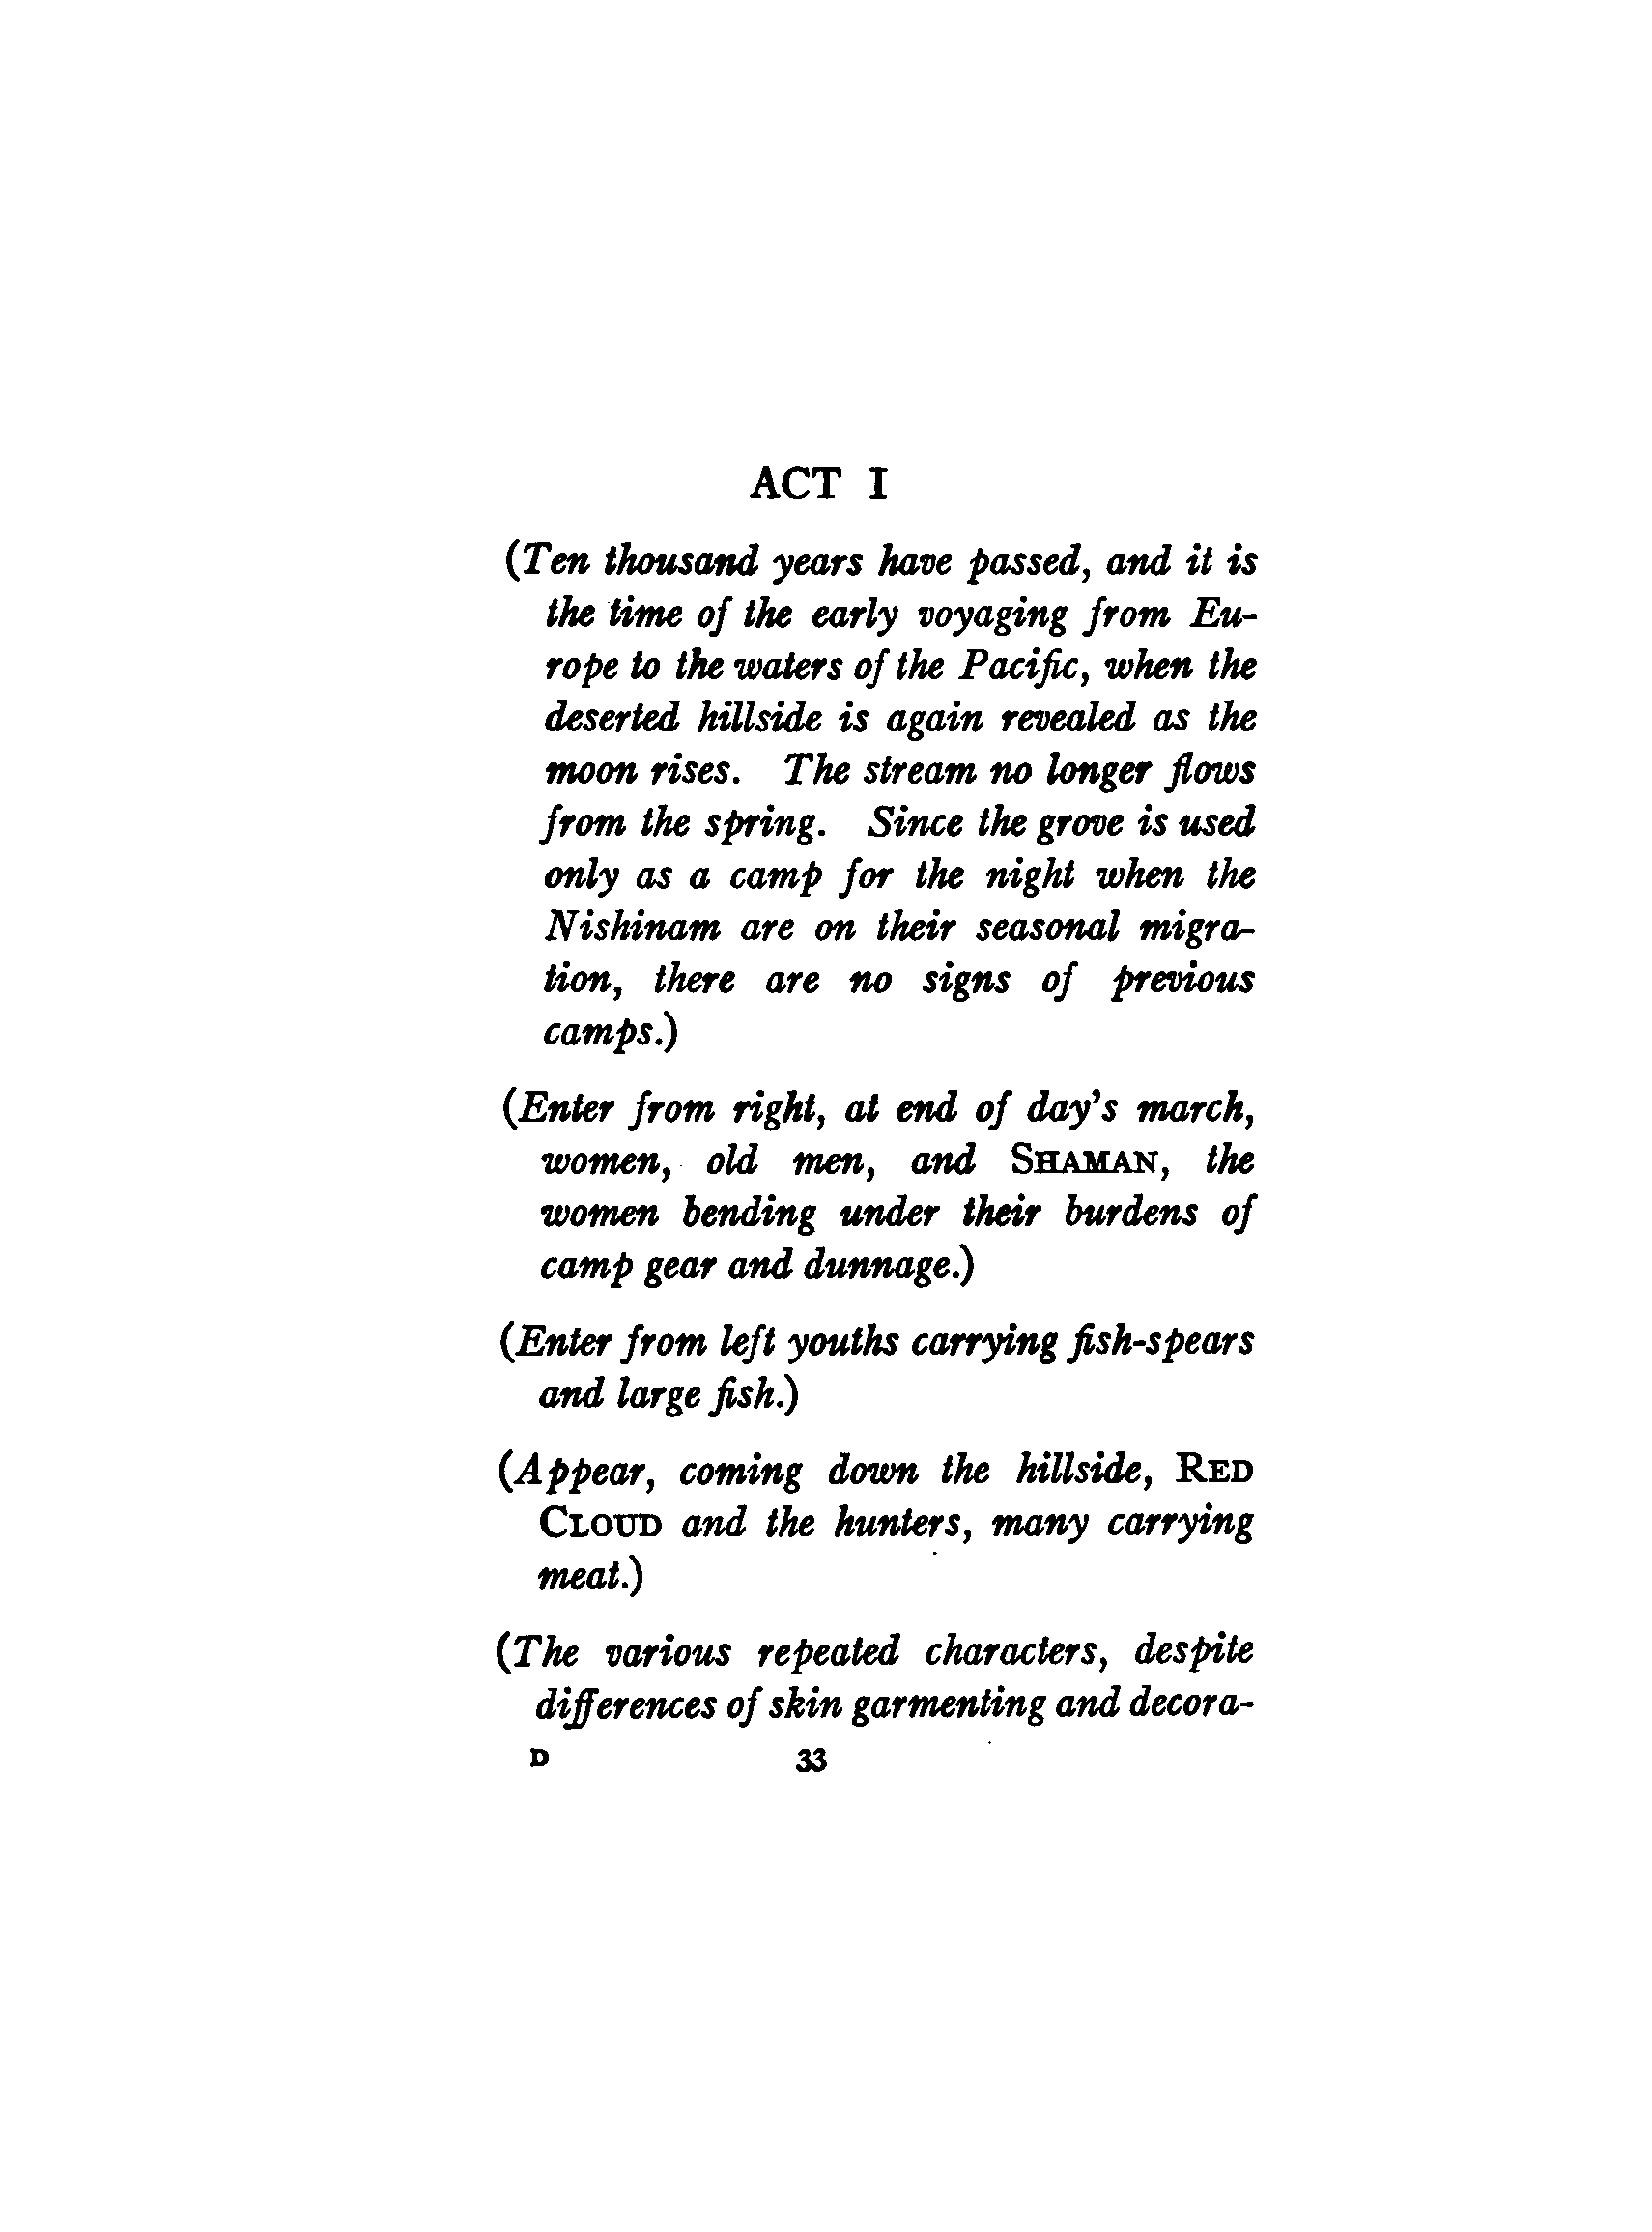 ACT I
(Ten thousand years have passed, and it is
the time of the early voyaging from Eu-
rope to the waters of the Pacific, when the
deserted hillside is again revealed as the
moon rises. The stream no longer flows
from the spring. Since the grove is used
only as a camp for the night when the
Nishinam are on their seasonal migra-
tion, there are no signs of previous
camps.)
(Enter from right, at end of day's march,
women, old men, and SHAMAN, the
women bending under their burdens of
camp gear and dunnage.)
(Enter from left youths carrying fish-spears
and large fish.)
(Appear, coming down the hillside, RED
CLOUD and the hunters, many carrying
meat.)
(The various repeated characters, despite
differences of skin garmenting and decora-
D 33